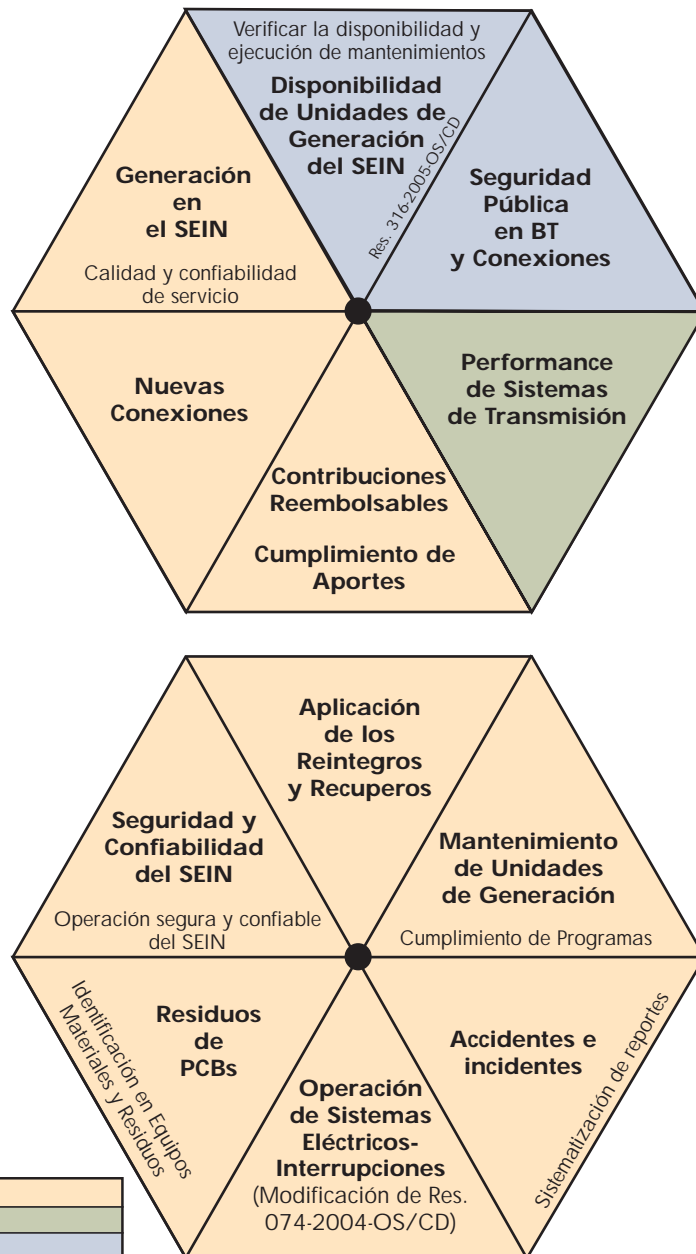 Verificar la disponibilidad y
ejecución de mantenimientos
Disponibilidad
de Unidades de
Generación
del SEIN
Res. 316-2005-OS/CD
Seguridad
Pública
en BT
y Conexiones
Generación
en
el SEIN
Calidad y confiabilidad
de servicio
Performance
de Sistemas
de Transmisión
Nuevas
Conexiones
Contribuciones
Reembolsables
Cumplimiento de
Aportes
Aplicación
de los
Reintegros
y Recuperos
Seguridad y
Confiabilidad
del SEIN
Operación segura y confiable
del SEIN
Mantenimiento
de Unidades
de Generación
Cumplimiento de Programas
Identificación en Equipos
Materiales y Residuos
Residuos
de
PCBs
Accidentes e
incidentes
Sistematización de reportes
Operación
de Sistemas
Eléctricos-
Interrupciones
(Modificación de Res.
074-2004-OS/CD)